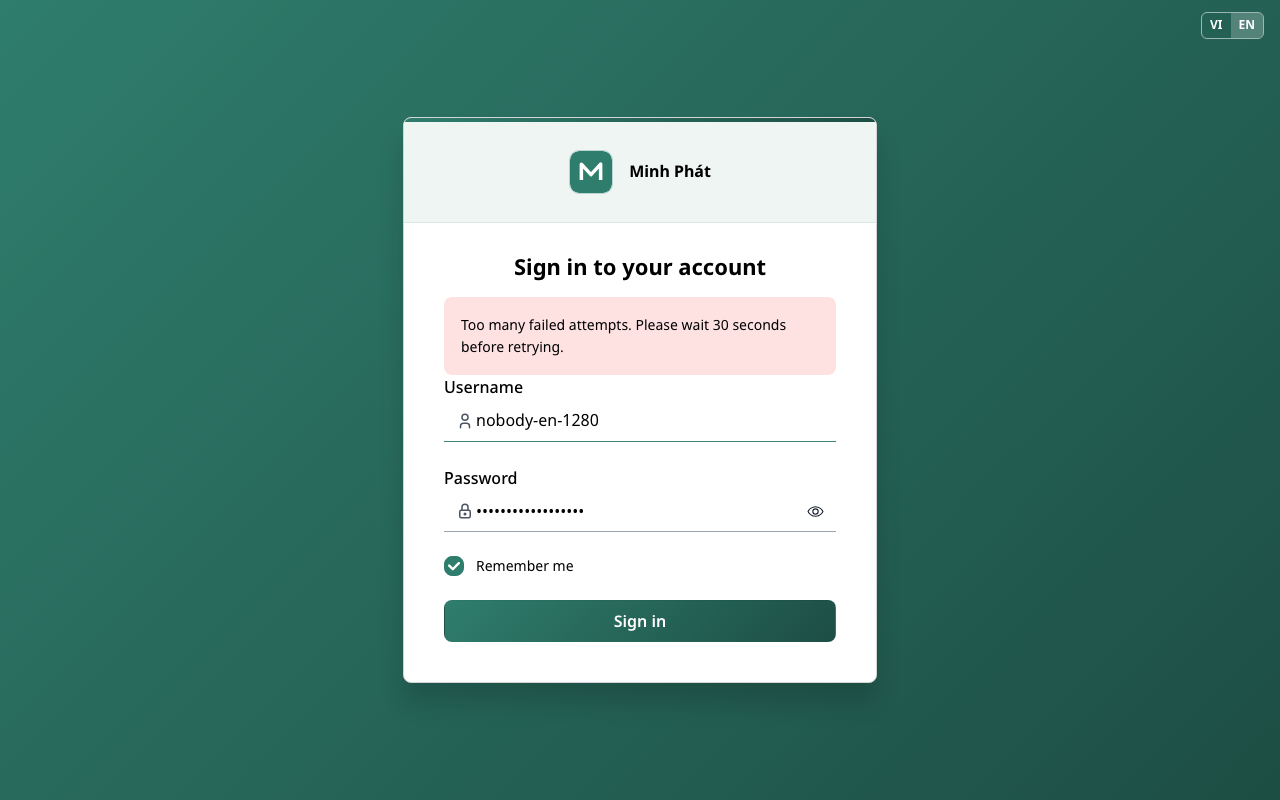 VI EN
Minh Phát
Sign in to your account
Too many failed attempts. Please wait 30 seconds
before retrying.
Username
nobody-en-1280
Password
••••••••••••••••••
Remember me
Sign in